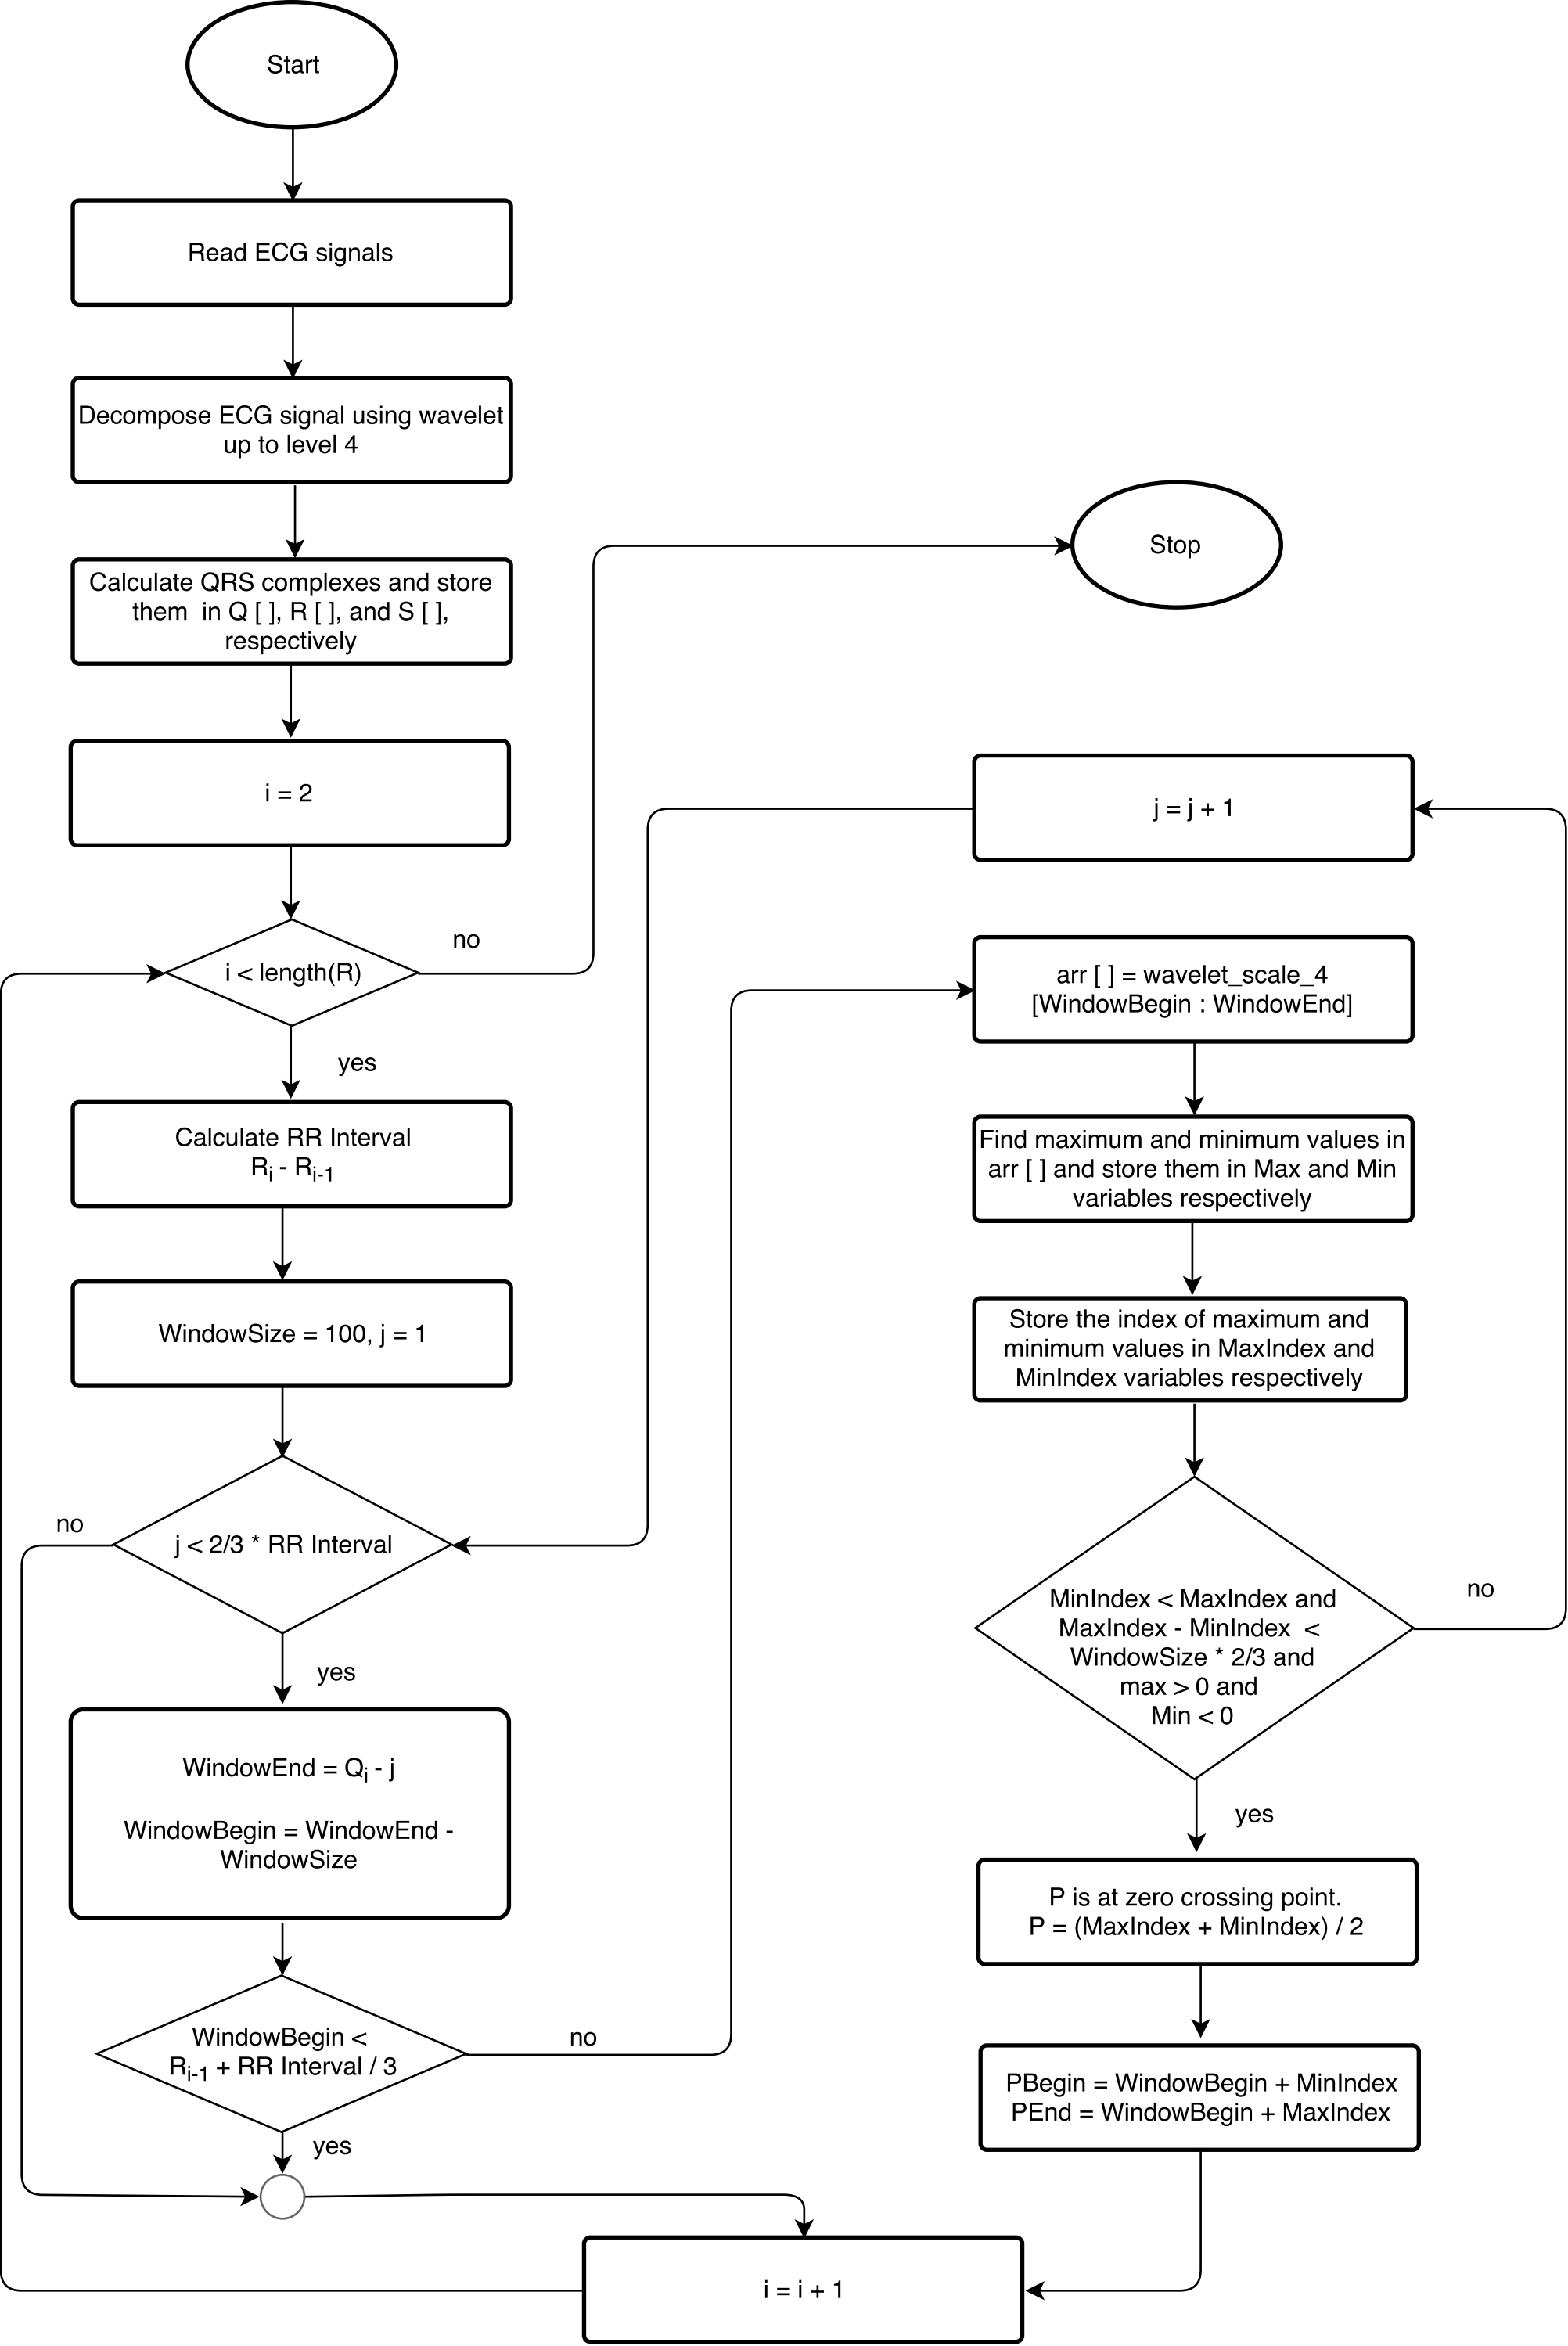 Start
Read ECG signals
Decompose ECG signal using wavelet
up to level 4
Calculate QRS complexes and store
them in Q [ ], R [ ], and S [ ],
respectively
i = 2
i < length(R)
no
yes
Calculate RR Interval
Ri - Ri-1
WindowSize = 100, j = 1
j < 2/3 * RR Interval
no
yes
WindowEnd = Qi - j
WindowBegin = WindowEnd -
WindowSize
WindowBegin <
Ri-1 + RR Interval / 3
no
yes
Stop
j = j + 1
arr [ ] = wavelet_scale_4
[WindowBegin : WindowEnd]
Find maximum and minimum values in
arr [ ] and store them in Max and Min
variables respectively
Store the index of maximum and
minimum values in MaxIndex and
MinIndex variables respectively
MinIndex < MaxIndex and
MaxIndex - MinIndex <
WindowSize * 2/3 and
max > 0 and
Min < 0
no
yes
P is at zero crossing point.
P = (MaxIndex + MinIndex) / 2
PBegin = WindowBegin + MinIndex
PEnd = WindowBegin + MaxIndex
i = i + 1